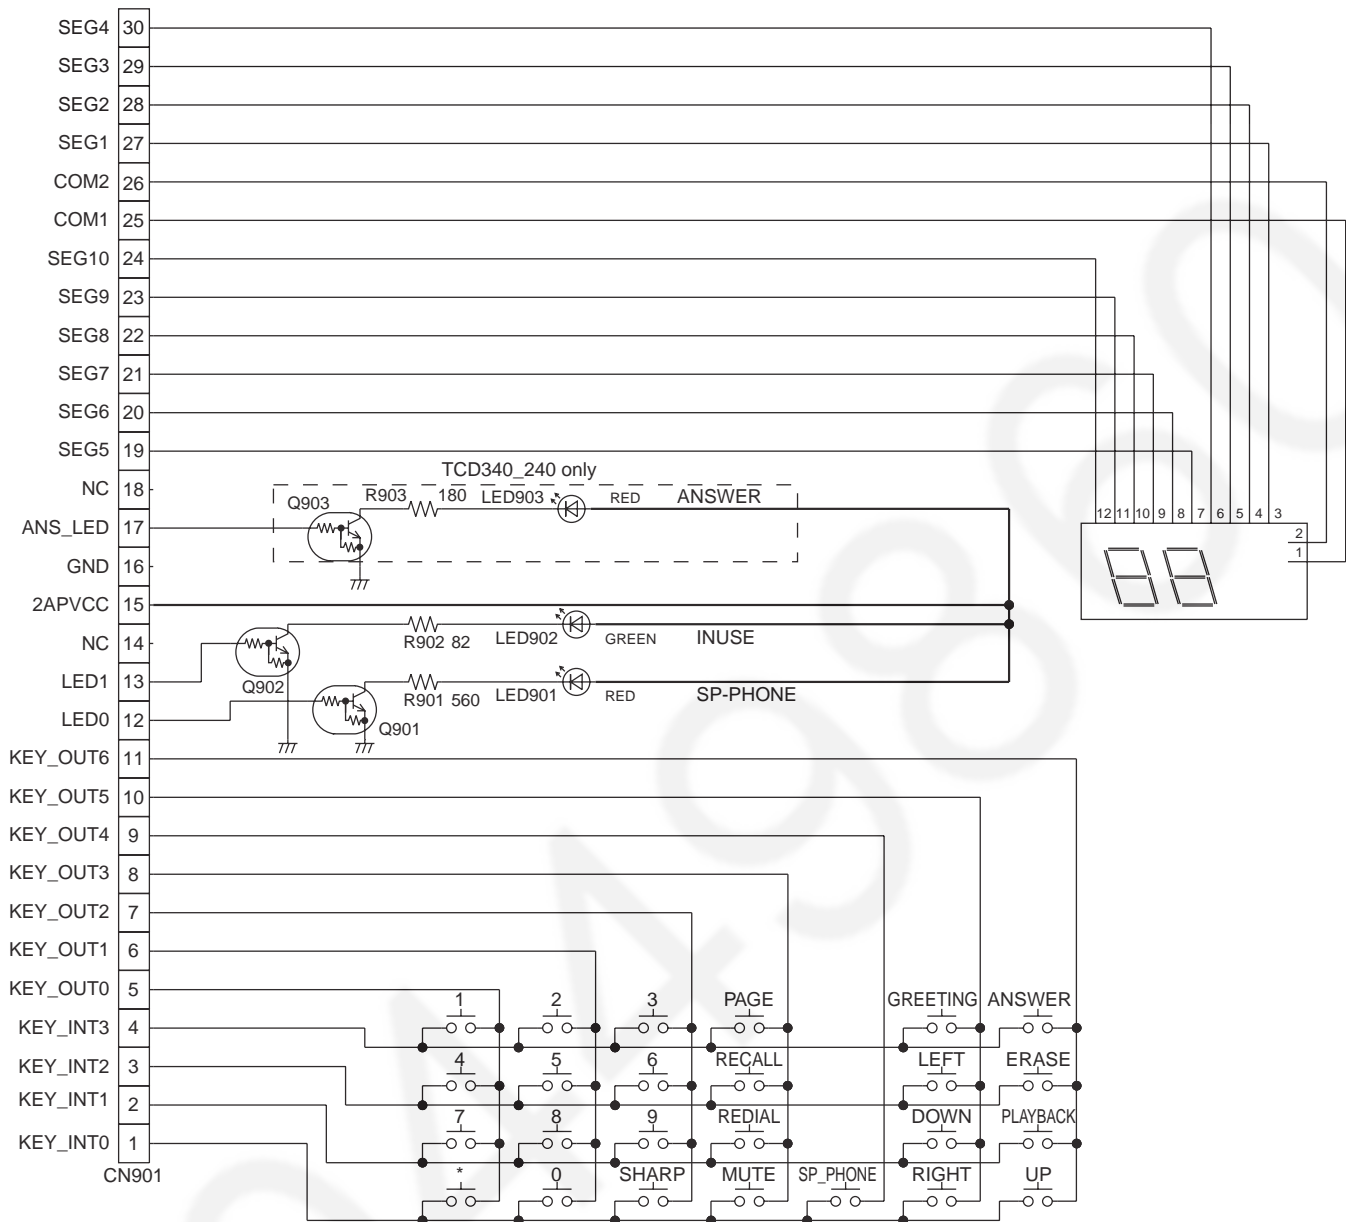 SEG4 30
SEG3 29
SEG2 28
SEG1 27
COM2 26
COM1 25
SEG10 24
SEG9 23
SEG8 22
SEG7 21
SEG6 20
SEG5 19
TCD340_240 only
NC 18
Q903 R903 180 LED903 RED ANSWER
ANS_LED 17
12 11 10 9 8 7 6 5 4 3
2
1
GND 16
2APVCC 15
NC 14
R902 82 LED902 GREEN INUSE
LED1 13
Q902
R901 560 LED901 RED SP-PHONE
LED0 12
Q901
KEY_OUT6 11
KEY_OUT5 10
KEY_OUT4 9
KEY_OUT3 8
KEY_OUT2 7
KEY_OUT1 6
KEY_OUT0 5
1 2 3 PAGE GREETING ANSWER
KEY_INT3 4
4 5 6 RECALL LEFT ERASE
KEY_INT2 3
KEY_INT1 2
7 8 9 REDIAL DOWN PLAYBACK
KEY_INT0 1
CN901
* 0 SHARP MUTE SP_PHONE RIGHT UP